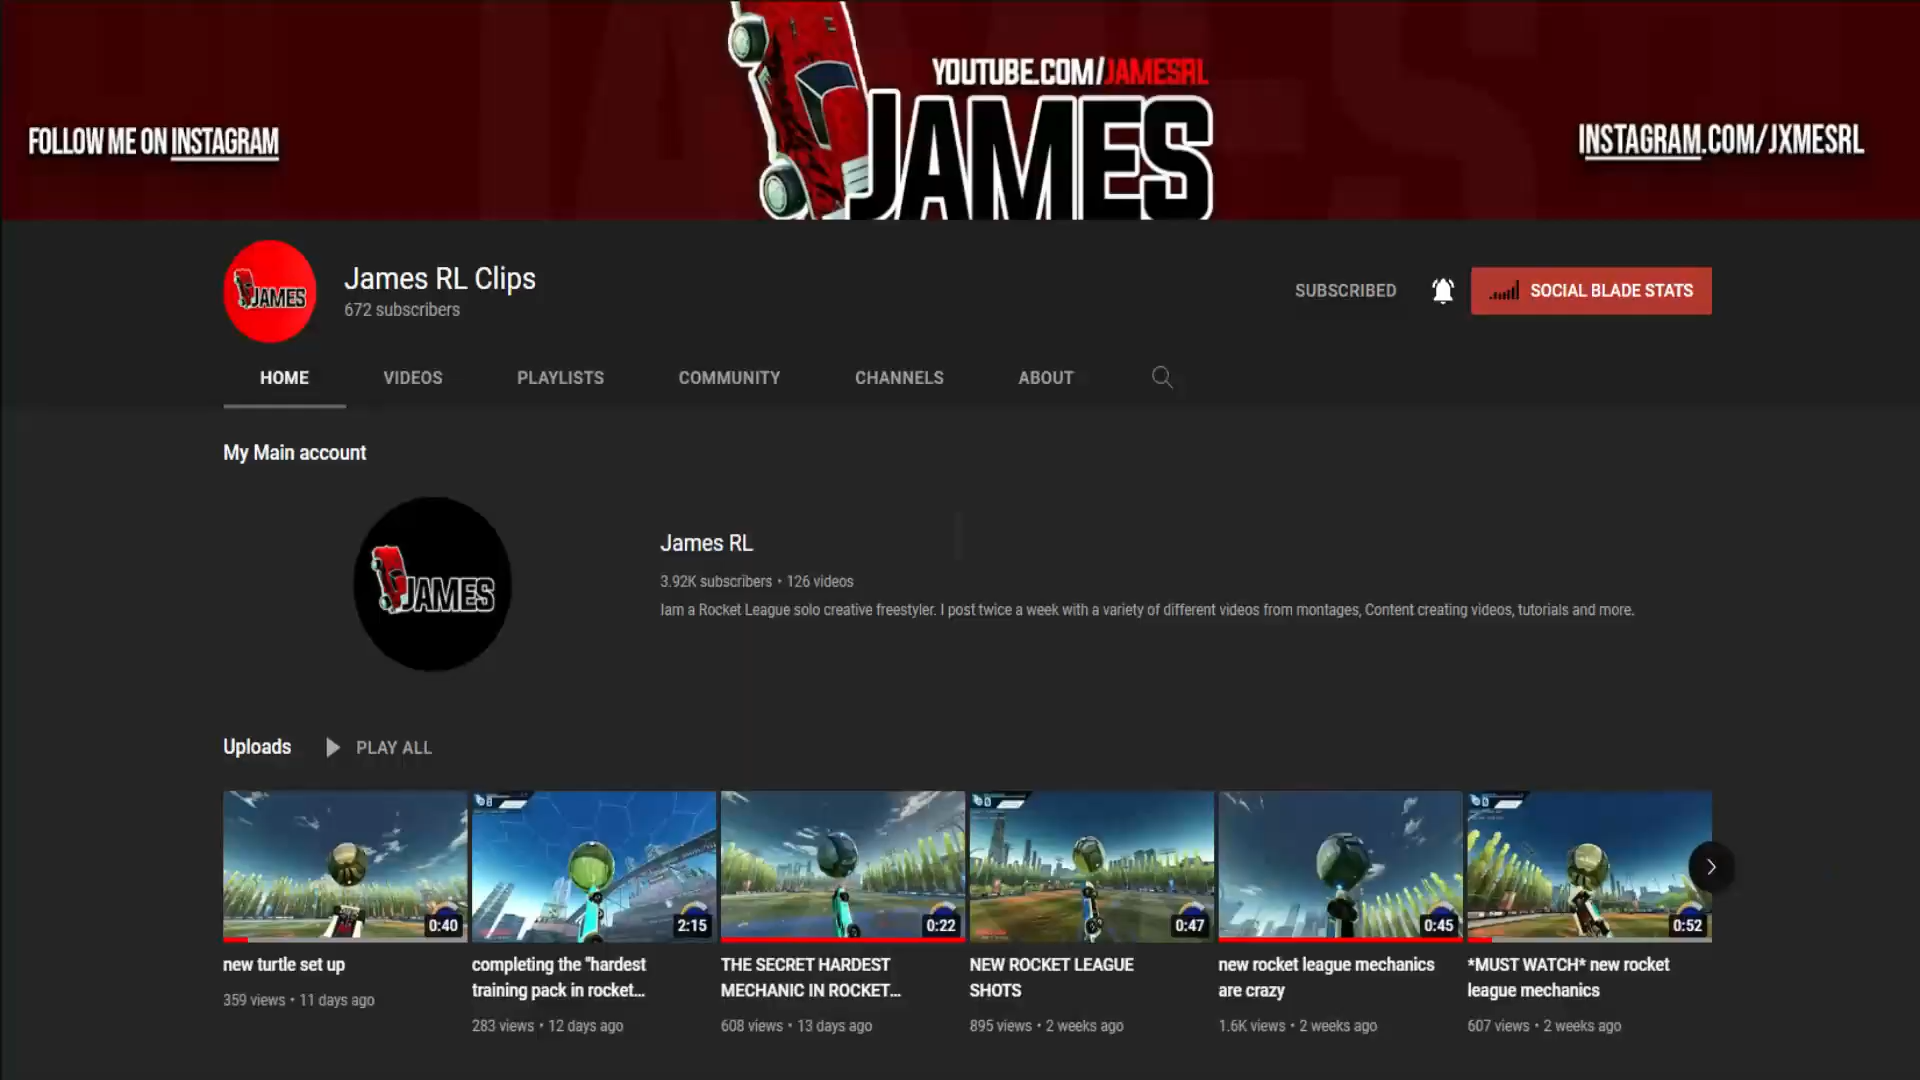 YOUTUBE.COM/JAMESRL
JAMES
FOLLOW ME ON INSTAGRAM
INSTAGRAM.COM/JXMESRL
JAMES
James RL Clips
672 subscribers
SUBSCRIBED
SOCIAL BLADE STATS
HOME
VIDEOS
PLAYLISTS
COMMUNITY
CHANNELS
ABOUT
My Main account
JAMES
James RL
3.92K subscribers • 126 videos
Iam a Rocket League solo creative freestyler. I post twice a week with a variety of different videos from montages, Content creating videos, tutorials and more.
Uploads
PLAY ALL
0:40
2:15
0:22
0:47
0:45
0:52
new turtle set up
359 views • 11 days ago
completing the "hardest
training pack in rocket...
283 views • 12 days ago
THE SECRET HARDEST
MECHANIC IN ROCKET...
608 views • 13 days ago
NEW ROCKET LEAGUE
SHOTS
895 views • 2 weeks ago
new rocket league mechanics
are crazy
1.6K views • 2 weeks ago
*MUST WATCH* new rocket
league mechanics
607 views • 2 weeks ago